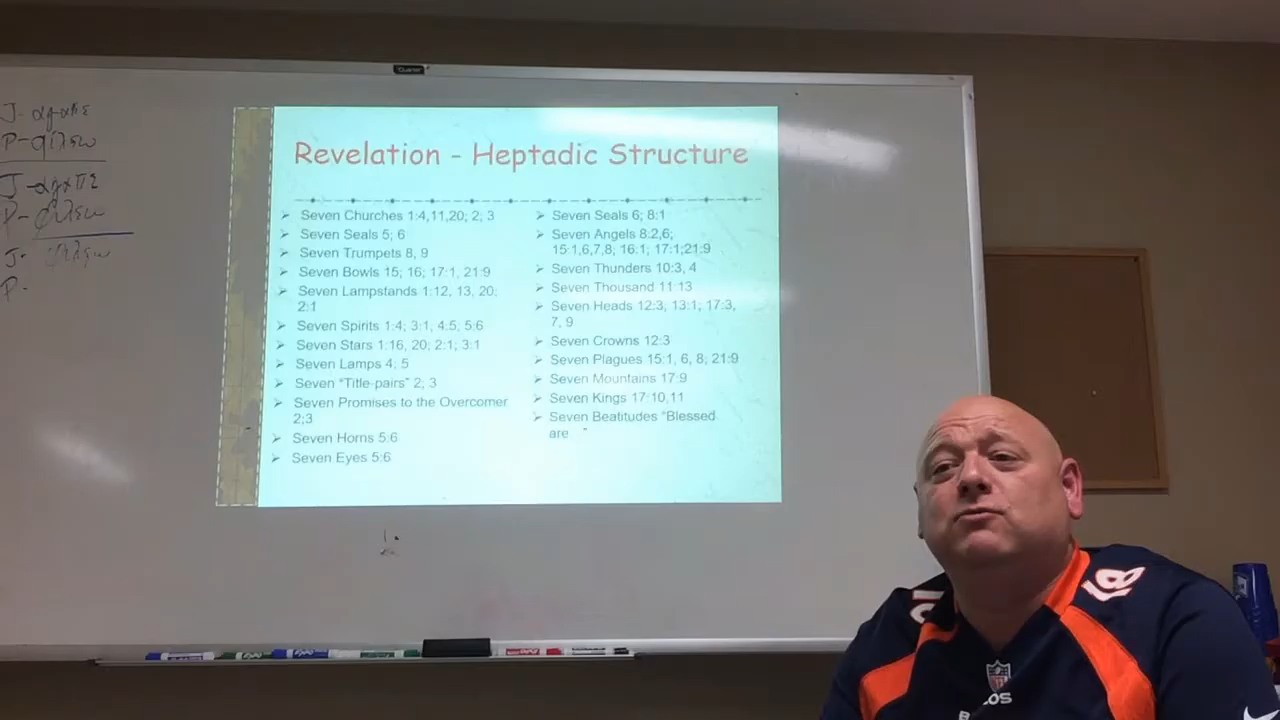 J- αγαπε
P- φιλεω
J- αγαπε
P- φιλεω
J- φιλεω
P-
"Quartet"
Revelation - Heptadic Structure
Seven Churches 1:4,11,20; 2, 3
Seven Seals 5; 6
Seven Trumpets 8, 9
Seven Bowls 15; 16; 17:1, 21:9
Seven Lampstands 1:12, 13, 20;
2:1
Seven Spirits 1:4; 3:1, 4:5, 5:6
Seven Stars 1:16, 20; 2:1; 3:1
Seven Lamps 4; 5
Seven "Title-pairs" 2; 3
Seven Promises to the Overcomer
2;3
Seven Horns 5:6
Seven Eyes 5:6
Seven Seals 6; 8:1
Seven Angels 8:2,6;
15:1,6,7,8; 16:1; 17:1;21:9
Seven Thunders 10:3, 4
Seven Thousand 11:13
Seven Heads 12:3; 13:1; 17:3,
7, 9
Seven Crowns 12:3
Seven Plagues 15:1, 6, 8; 21:9
Seven Mountains 17:9
Seven Kings 17:10,11
Seven Beatitudes "Blessed
are "
18